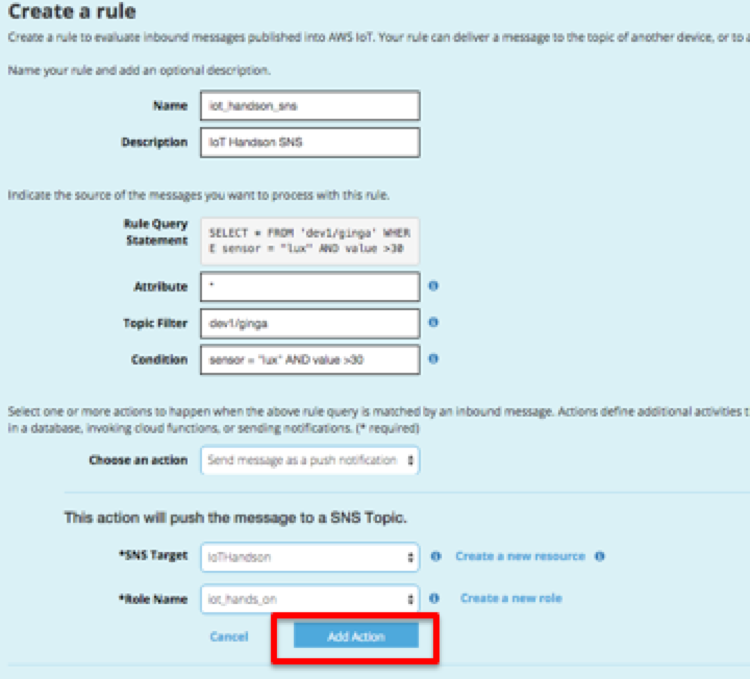 Create a rule
Create a rule to evaluate inbound messages published into AWS IoT. Your rule can deliver a message to the topic of another device, or to a
Name your rule and add an optional description.
Name iot_handson_sns
Description IoT Handson SNS
Indicate the source of the messages you want to process with this rule.
Rule Query
Statement
SELECT * FROM 'dev1/ginga' WHER
E sensor = "lux" AND value >30
Attribute *
Topic Filter dev1/ginga
Condition sensor = "lux" AND value >30
Select one or more actions to happen when the above rule query is matched by an inbound message. Actions define additional activities t
in a database, invoking cloud functions, or sending notifications. (* required)
Choose an action Send message as a push notification
This action will push the message to a SNS Topic.
*SNS Target IoTHandson Create a new resource
*Role Name iot_hands_on Create a new role
Cancel Add Action